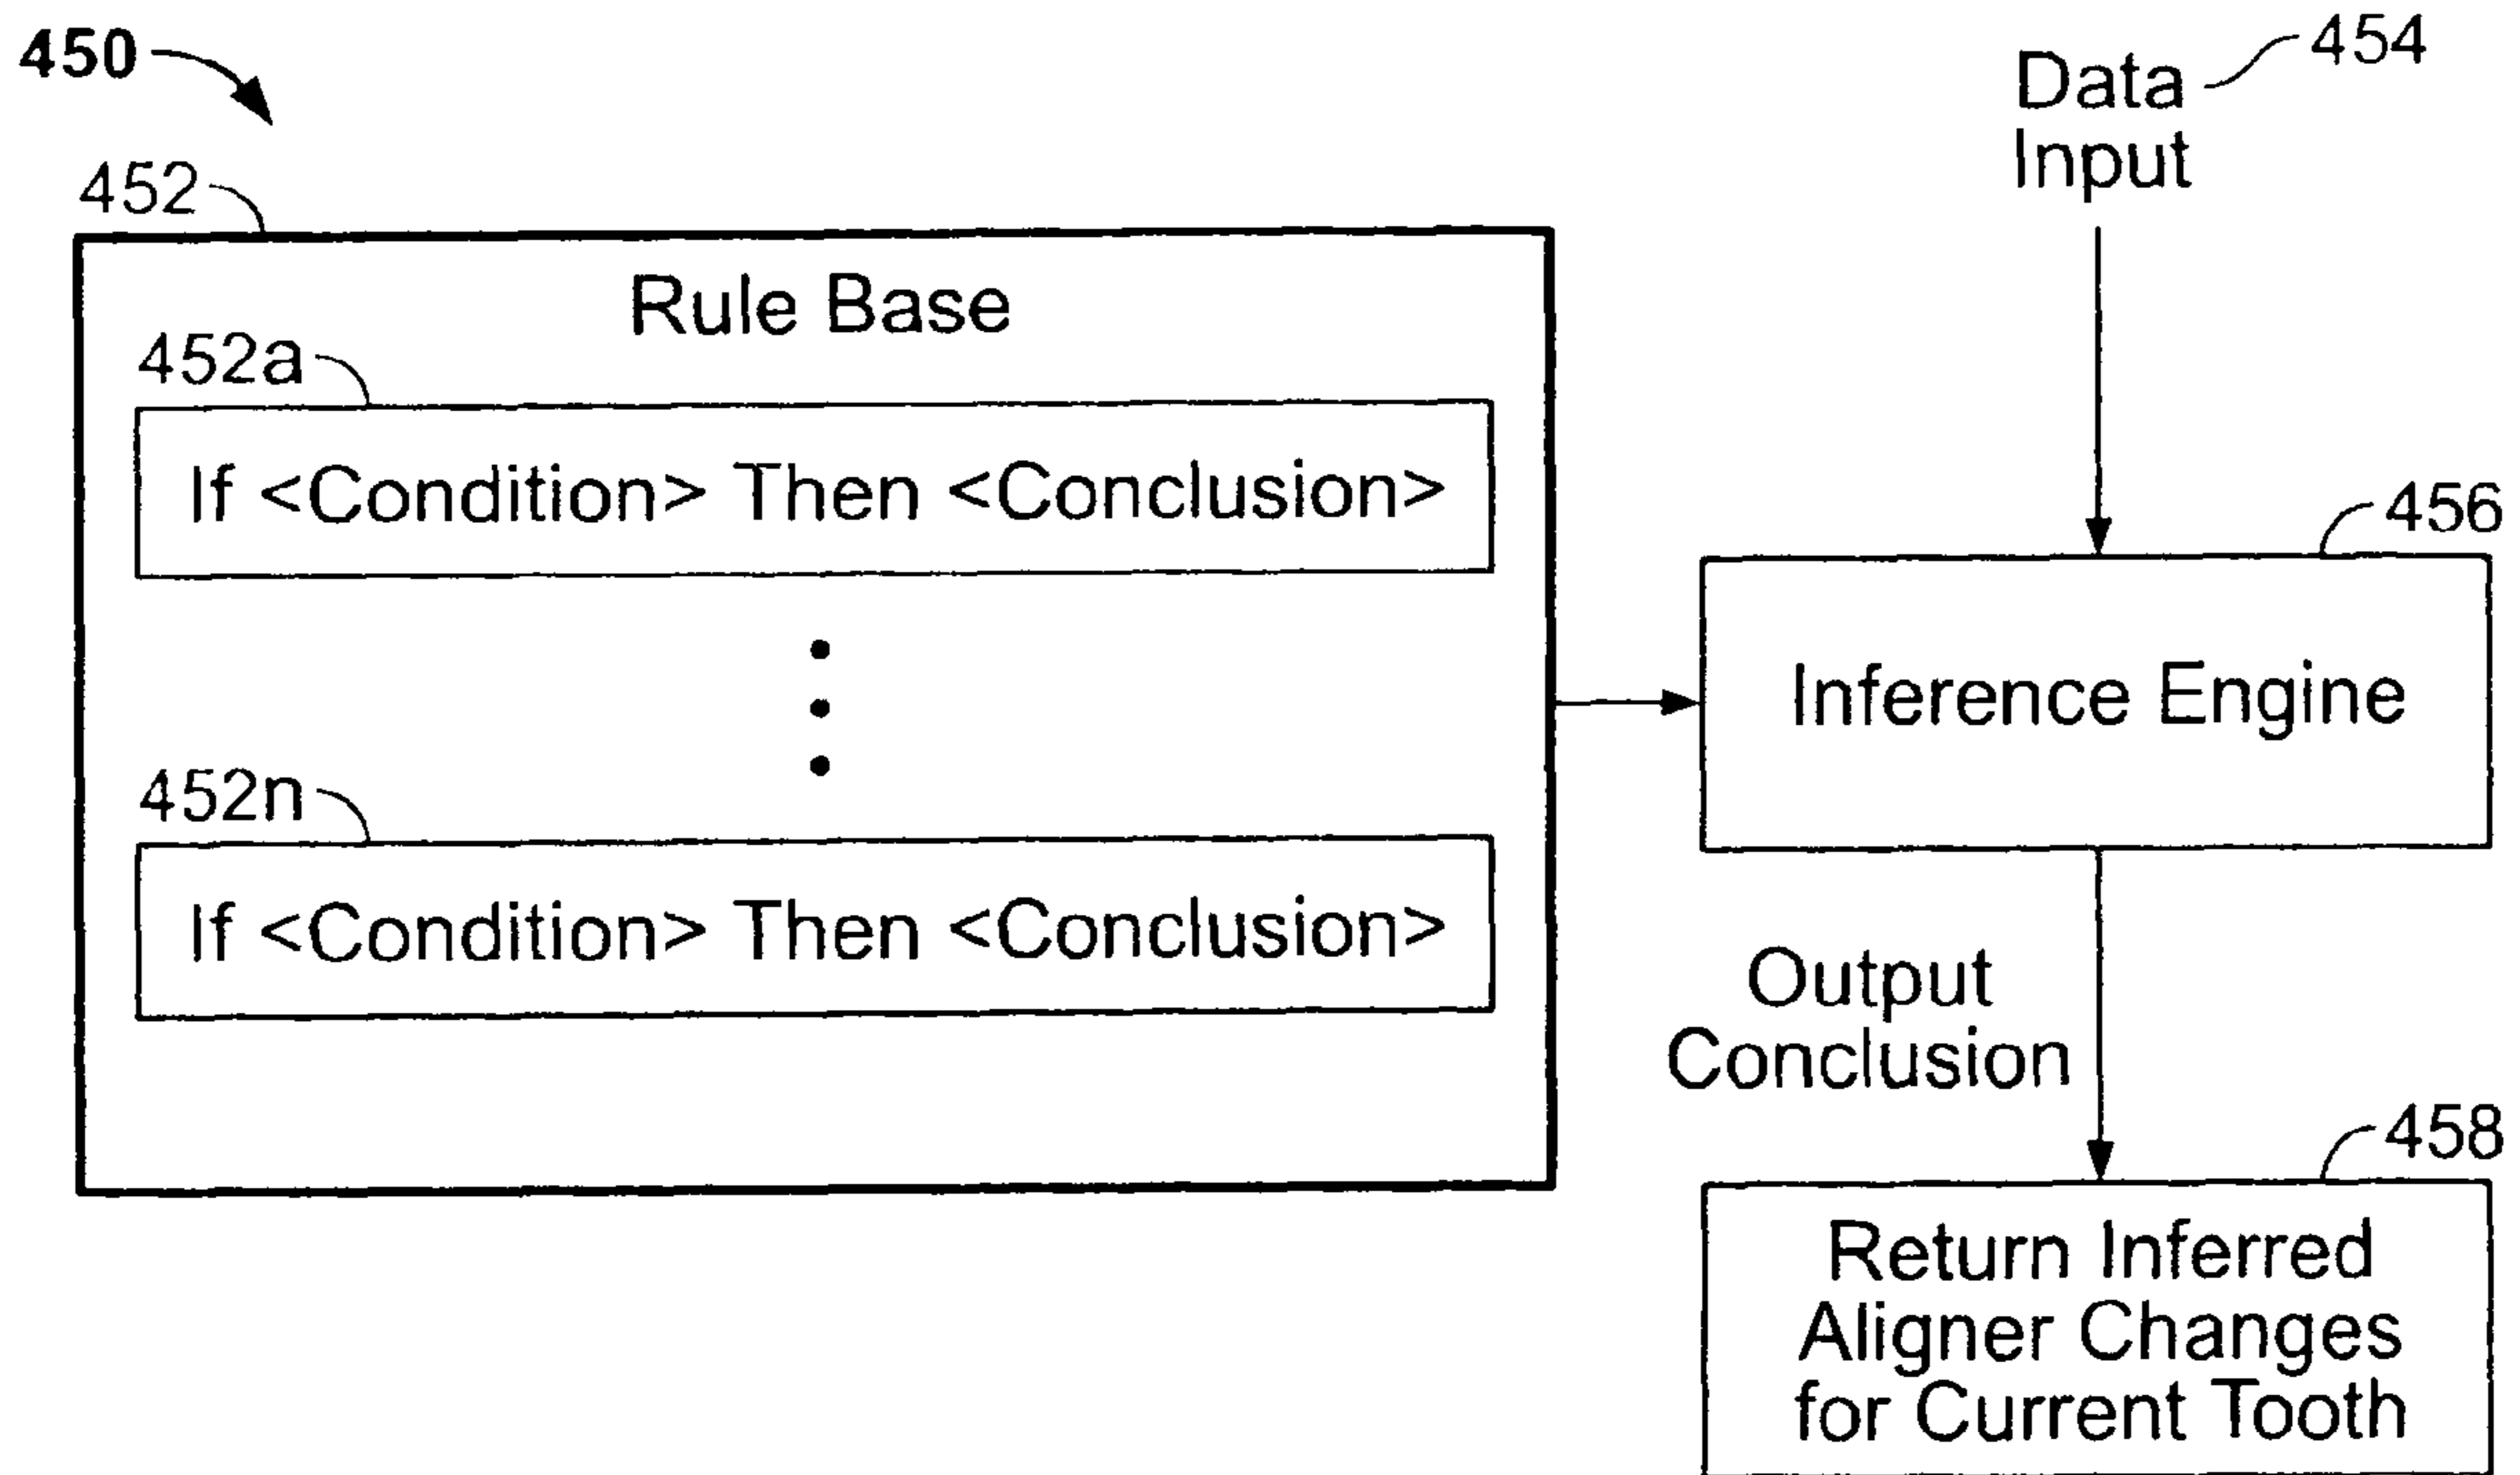 450
454
Data
Input
452
Rule Base
452a
If <Condition> Then <Conclusion>
456
Inference Engine
452n
If <Condition> Then <Conclusion>
Output
Conclusion
458
Return Inferred
Aligner Changes
for Current Tooth